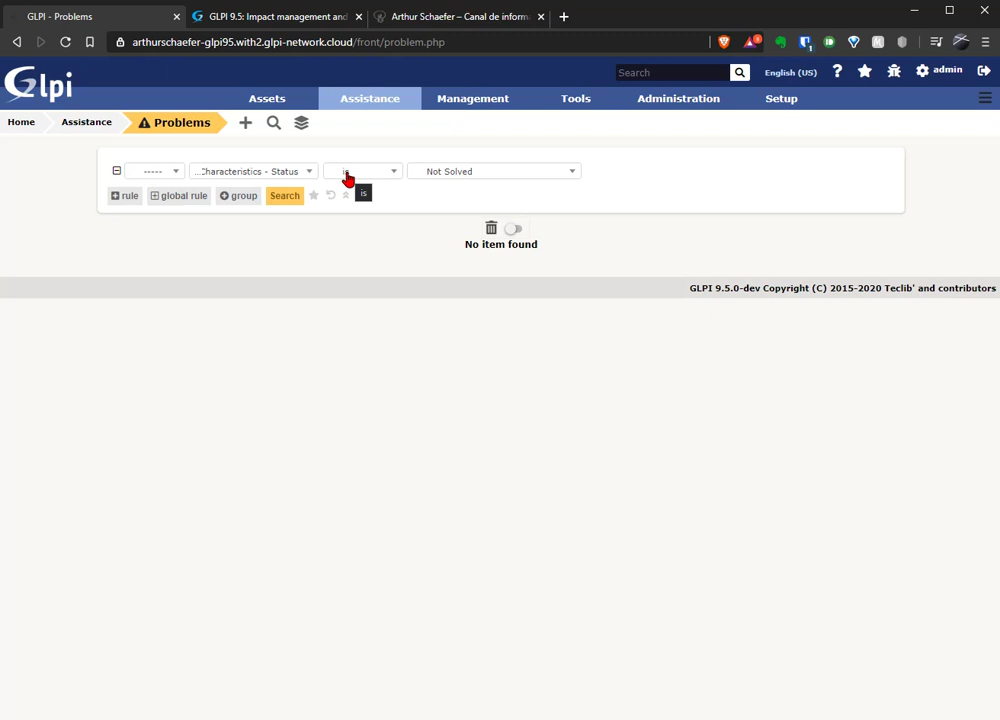 GLPI - Problems
GLPI 9.5: Impact management and
Arthur Schaefer – Canal de inform
arthurschaefer-glpi95.with2.glpi-network.cloud/front/problem.php
Glpi
Search
English (US)
admin
Assets
Assistance
Management
Tools
Administration
Setup
Home
Assistance
Problems
-----
...Characteristics - Status
is
Not Solved
rule
global rule
group
Search
is
No item found
GLPI 9.5.0-dev Copyright (C) 2015-2020 Teclib' and contributors